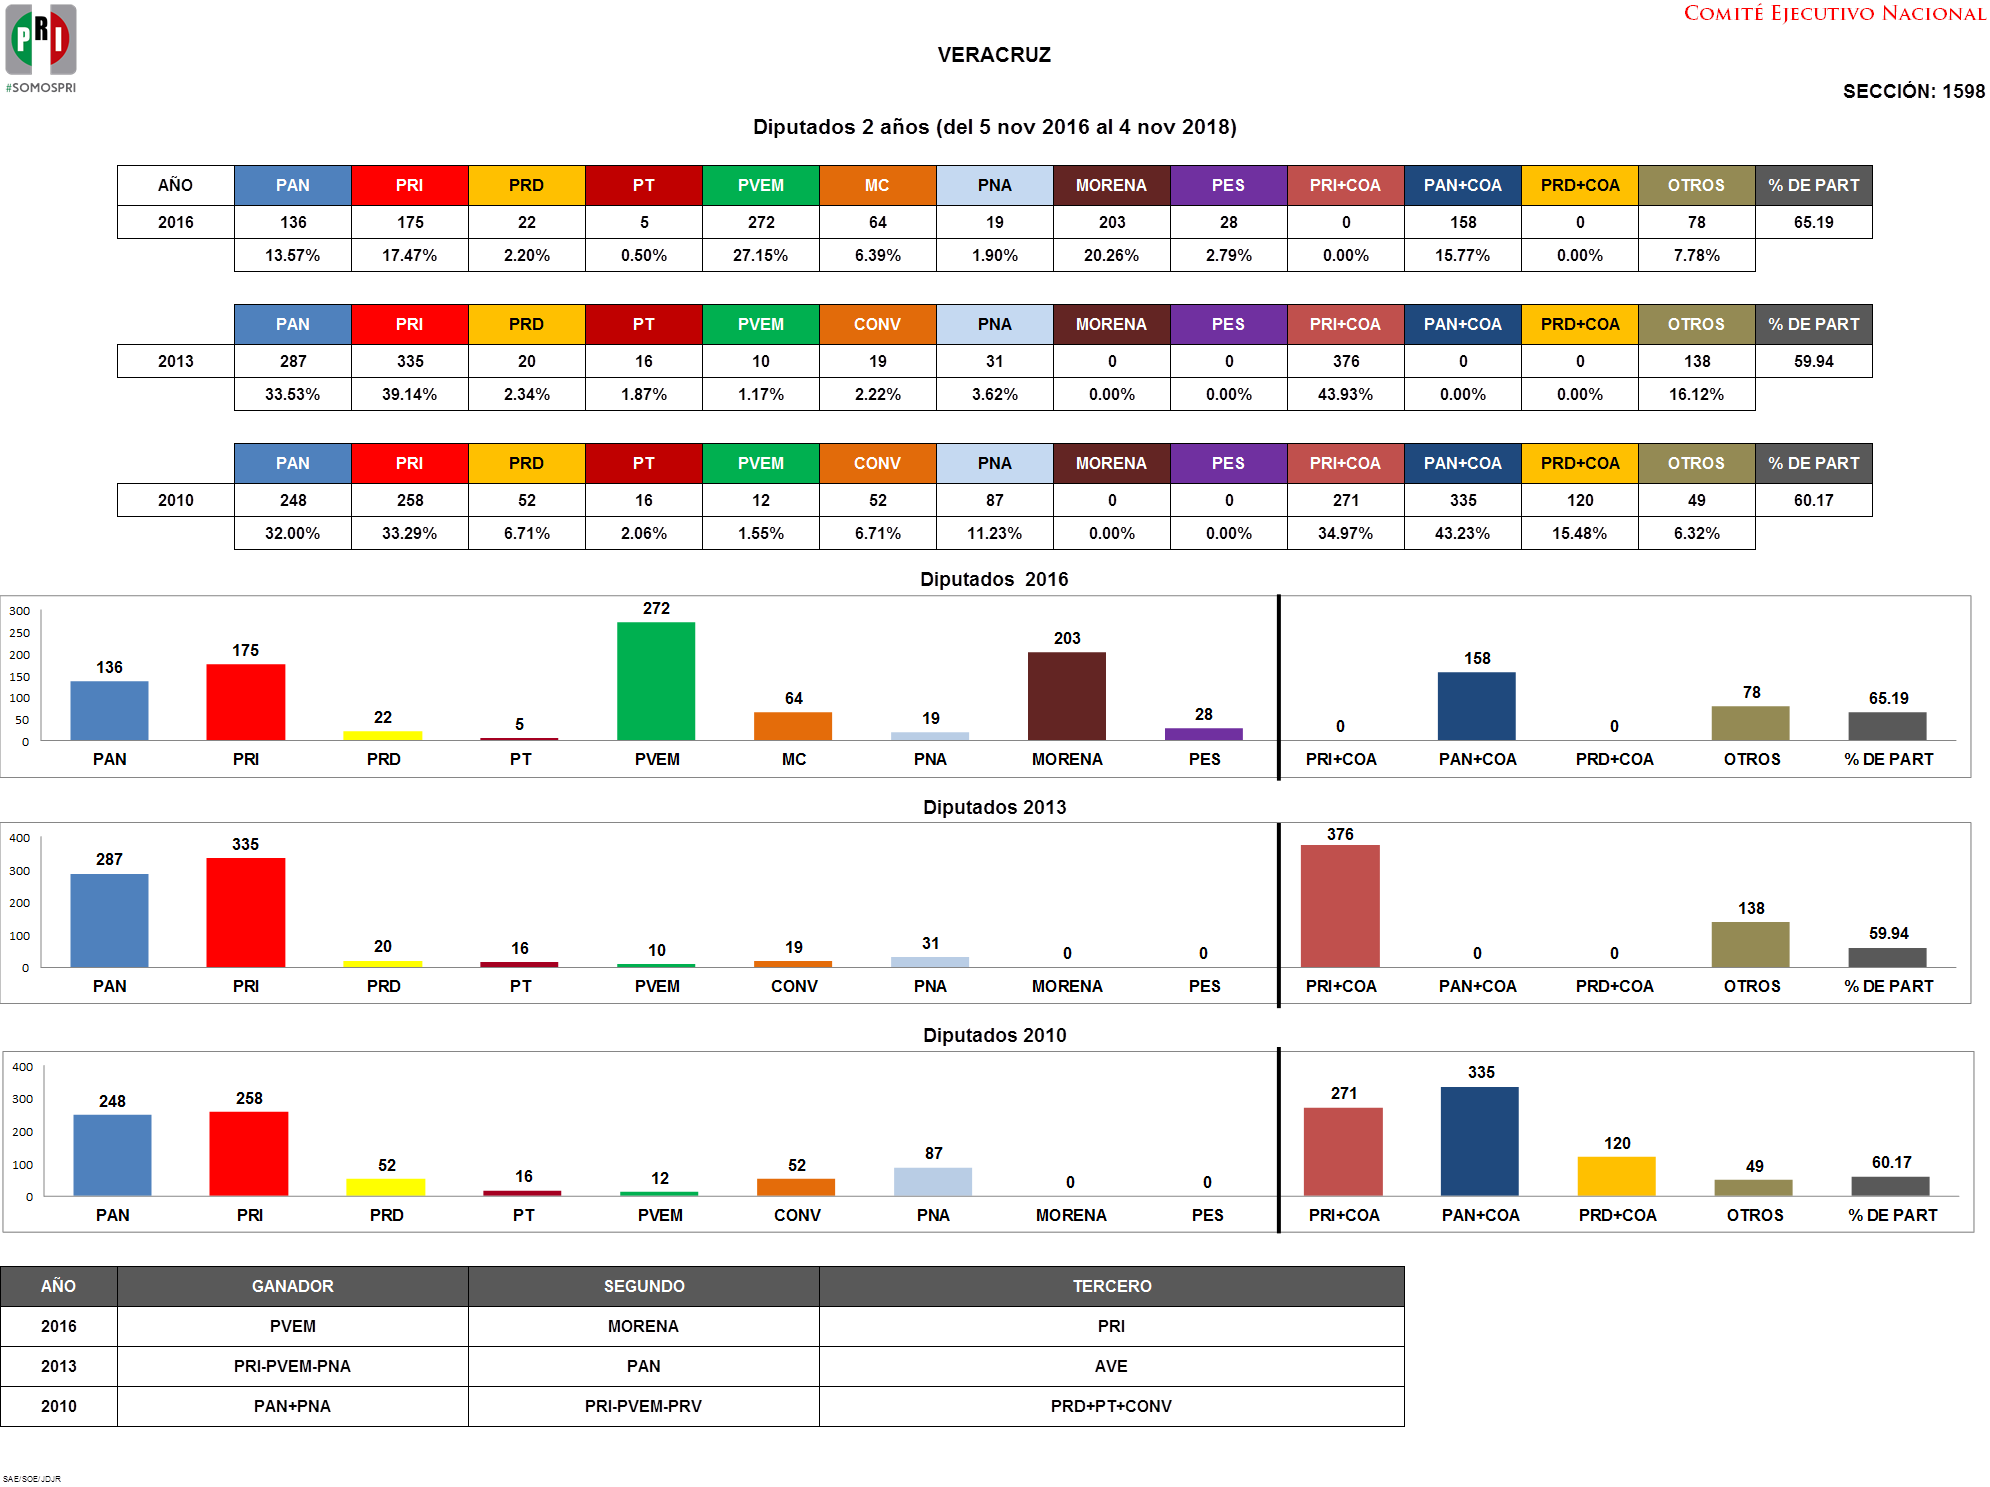 PRI
#SOMOSPRI
COMITÉ EJECUTIVO NACIONAL
VERACRUZ
SECCIÓN: 1598
Diputados 2 años (del 5 nov 2016 al 4 nov 2018)
AÑO PAN PRI PRD PT PVEM MC PNA MORENA PES PRI+COA PAN+COA PRD+COA OTROS % DE PART
2016 136 175 22 5 272 64 19 203 28 0 158 0 78 65.19
13.57% 17.47% 2.20% 0.50% 27.15% 6.39% 1.90% 20.26% 2.79% 0.00% 15.77% 0.00% 7.78%
PAN PRI PRD PT PVEM CONV PNA MORENA PES PRI+COA PAN+COA PRD+COA OTROS % DE PART
2013 287 335 20 16 10 19 31 0 0 376 0 0 138 59.94
33.53% 39.14% 2.34% 1.87% 1.17% 2.22% 3.62% 0.00% 0.00% 43.93% 0.00% 0.00% 16.12%
PAN PRI PRD PT PVEM CONV PNA MORENA PES PRI+COA PAN+COA PRD+COA OTROS % DE PART
2010 248 258 52 16 12 52 87 0 0 271 335 120 49 60.17
32.00% 33.29% 6.71% 2.06% 1.55% 6.71% 11.23% 0.00% 0.00% 34.97% 43.23% 15.48% 6.32%
Diputados 2016
300
250
200
150
100
50
0
136 175 22 5 272 64 19 203 28 0 158 0 78 65.19
PAN PRI PRD PT PVEM MC PNA MORENA PES PRI+COA PAN+COA PRD+COA OTROS % DE PART
Diputados 2013
400
300
200
100
0
287 335 20 16 10 19 31 0 0 376 0 0 138 59.94
PAN PRI PRD PT PVEM CONV PNA MORENA PES PRI+COA PAN+COA PRD+COA OTROS % DE PART
Diputados 2010
400
300
200
100
0
248 258 52 16 12 52 87 0 0 271 335 120 49 60.17
PAN PRI PRD PT PVEM CONV PNA MORENA PES PRI+COA PAN+COA PRD+COA OTROS % DE PART
AÑO GANADOR SEGUNDO TERCERO
2016 PVEM MORENA PRI
2013 PRI-PVEM-PNA PAN AVE
2010 PAN+PNA PRI-PVEM-PRV PRD+PT+CONV
SAE/SOE/JDJR